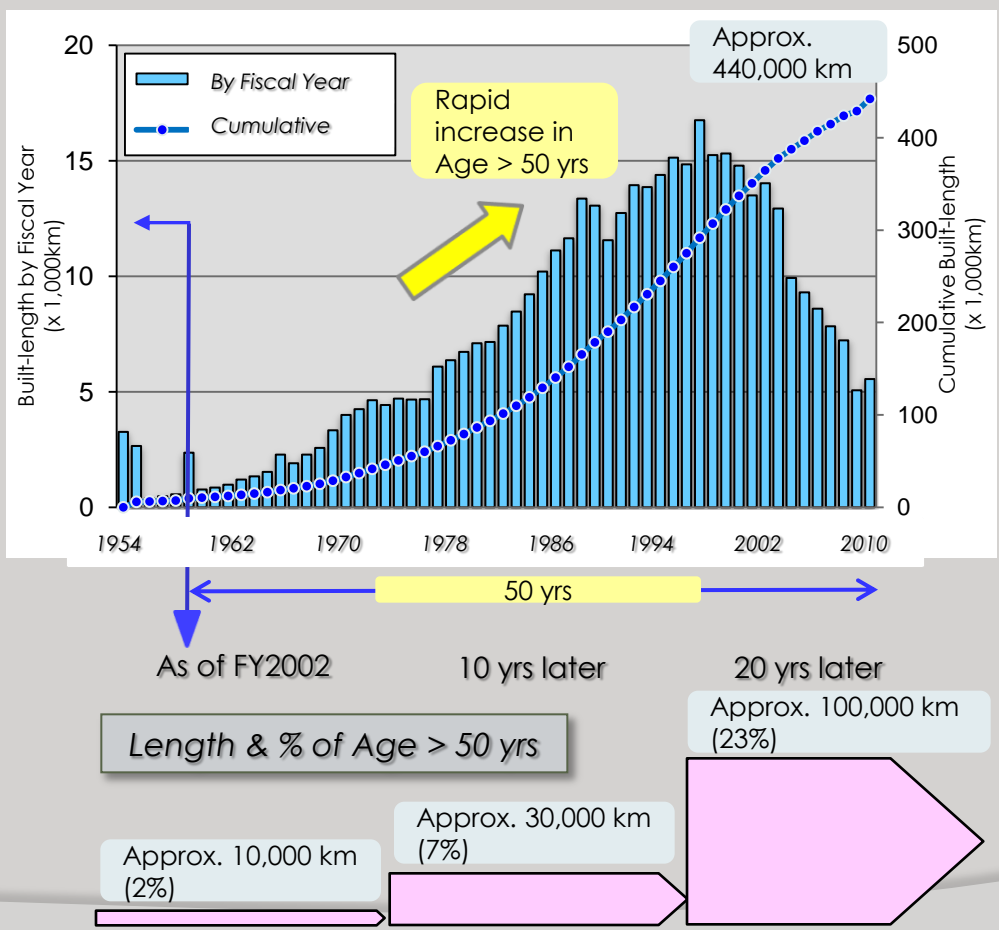 20
15
10
5
0
Built-length by Fiscal Year
(x 1,000km)
By Fiscal Year
Cumulative
Rapid
increase in
Age > 50 yrs
Approx.
440,000 km
500
400
300
200
100
0
Cumulative Built-length
(x 1,000km)
1954 1962 1970 1978 1986 1994 2002 2010
50 yrs
As of FY2002
10 yrs later
20 yrs later
Length & % of Age > 50 yrs
Approx. 10,000 km
(2%)
Approx. 30,000 km
(7%)
Approx. 100,000 km
(23%)